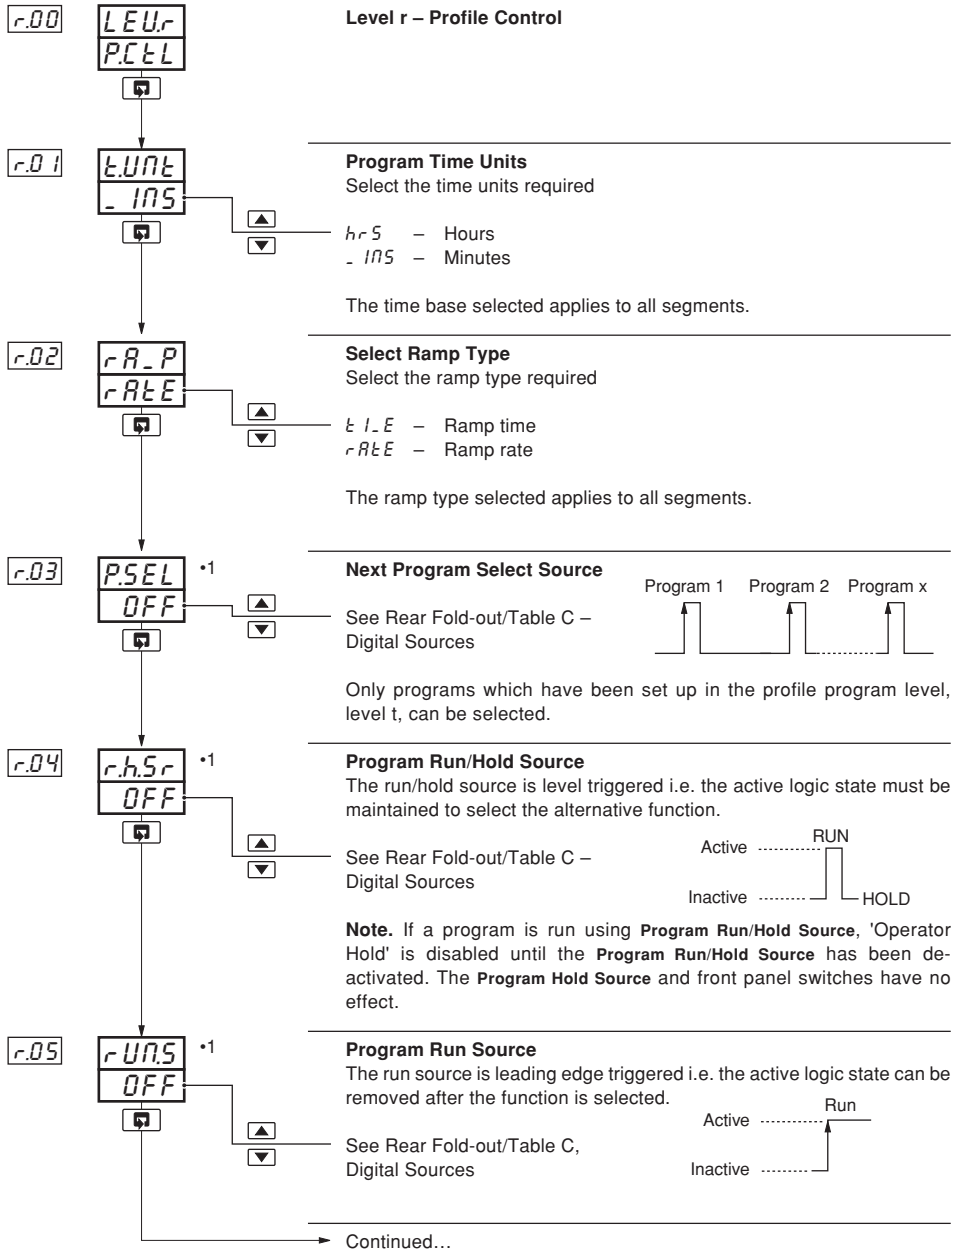 r.00 LEV.r Level r – Profile Control
P.CtL
r.01 t.UNt Program Time Units
_INS Select the time units required
hrS – Hours
_INS – Minutes
The time base selected applies to all segments.
r.02 rA_P Select Ramp Type
rAtE Select the ramp type required
tI_E – Ramp time
rAtE – Ramp rate
The ramp type selected applies to all segments.
r.03 P.SEL •1 Next Program Select Source
OFF
Program 1 Program 2 Program x
See Rear Fold-out/Table C –
Digital Sources
Only programs which have been set up in the profile program level,
level t, can be selected.
r.04 r.h.Sr •1 Program Run/Hold Source
OFF
The run/hold source is level triggered i.e. the active logic state must be
maintained to select the alternative function.
RUN
Active
See Rear Fold-out/Table C –
Digital Sources
Inactive HOLD
Note. If a program is run using Program Run/Hold Source, 'Operator
Hold' is disabled until the Program Run/Hold Source has been de-
activated. The Program Hold Source and front panel switches have no
effect.
r.05 rUN.S •1 Program Run Source
OFF
The run source is leading edge triggered i.e. the active logic state can be
removed after the function is selected.
Run
Active
See Rear Fold-out/Table C,
Digital Sources
Inactive
Continued…